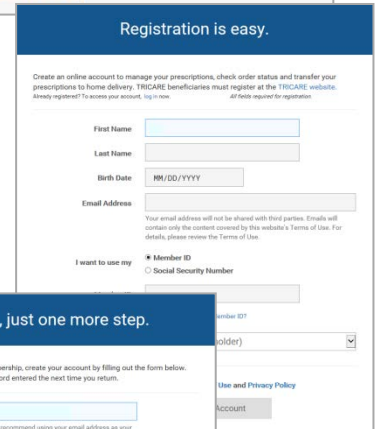 Registration is easy.
Create an online account to manage your prescriptions, check order status and transfer your
prescriptions to home delivery. TRICARE beneficiaries must register at the TRICARE website.
Already registered? To access your account, log in now. All fields required for registration.
First Name
Last Name
Birth Date MM/DD/YYYY
Email Address
Your email address will not be shared with third parties. Emails will
contain only the content covered by this website's Terms of Use. For
details, please review the Terms of Use.
I want to use my Member ID
Social Security Number
ember ID?
older)
Use and Privacy Policy
Account
, just one more step.
ership, create your account by filling out the form below.
ord entered the next time you return.
recommend using your email address as your